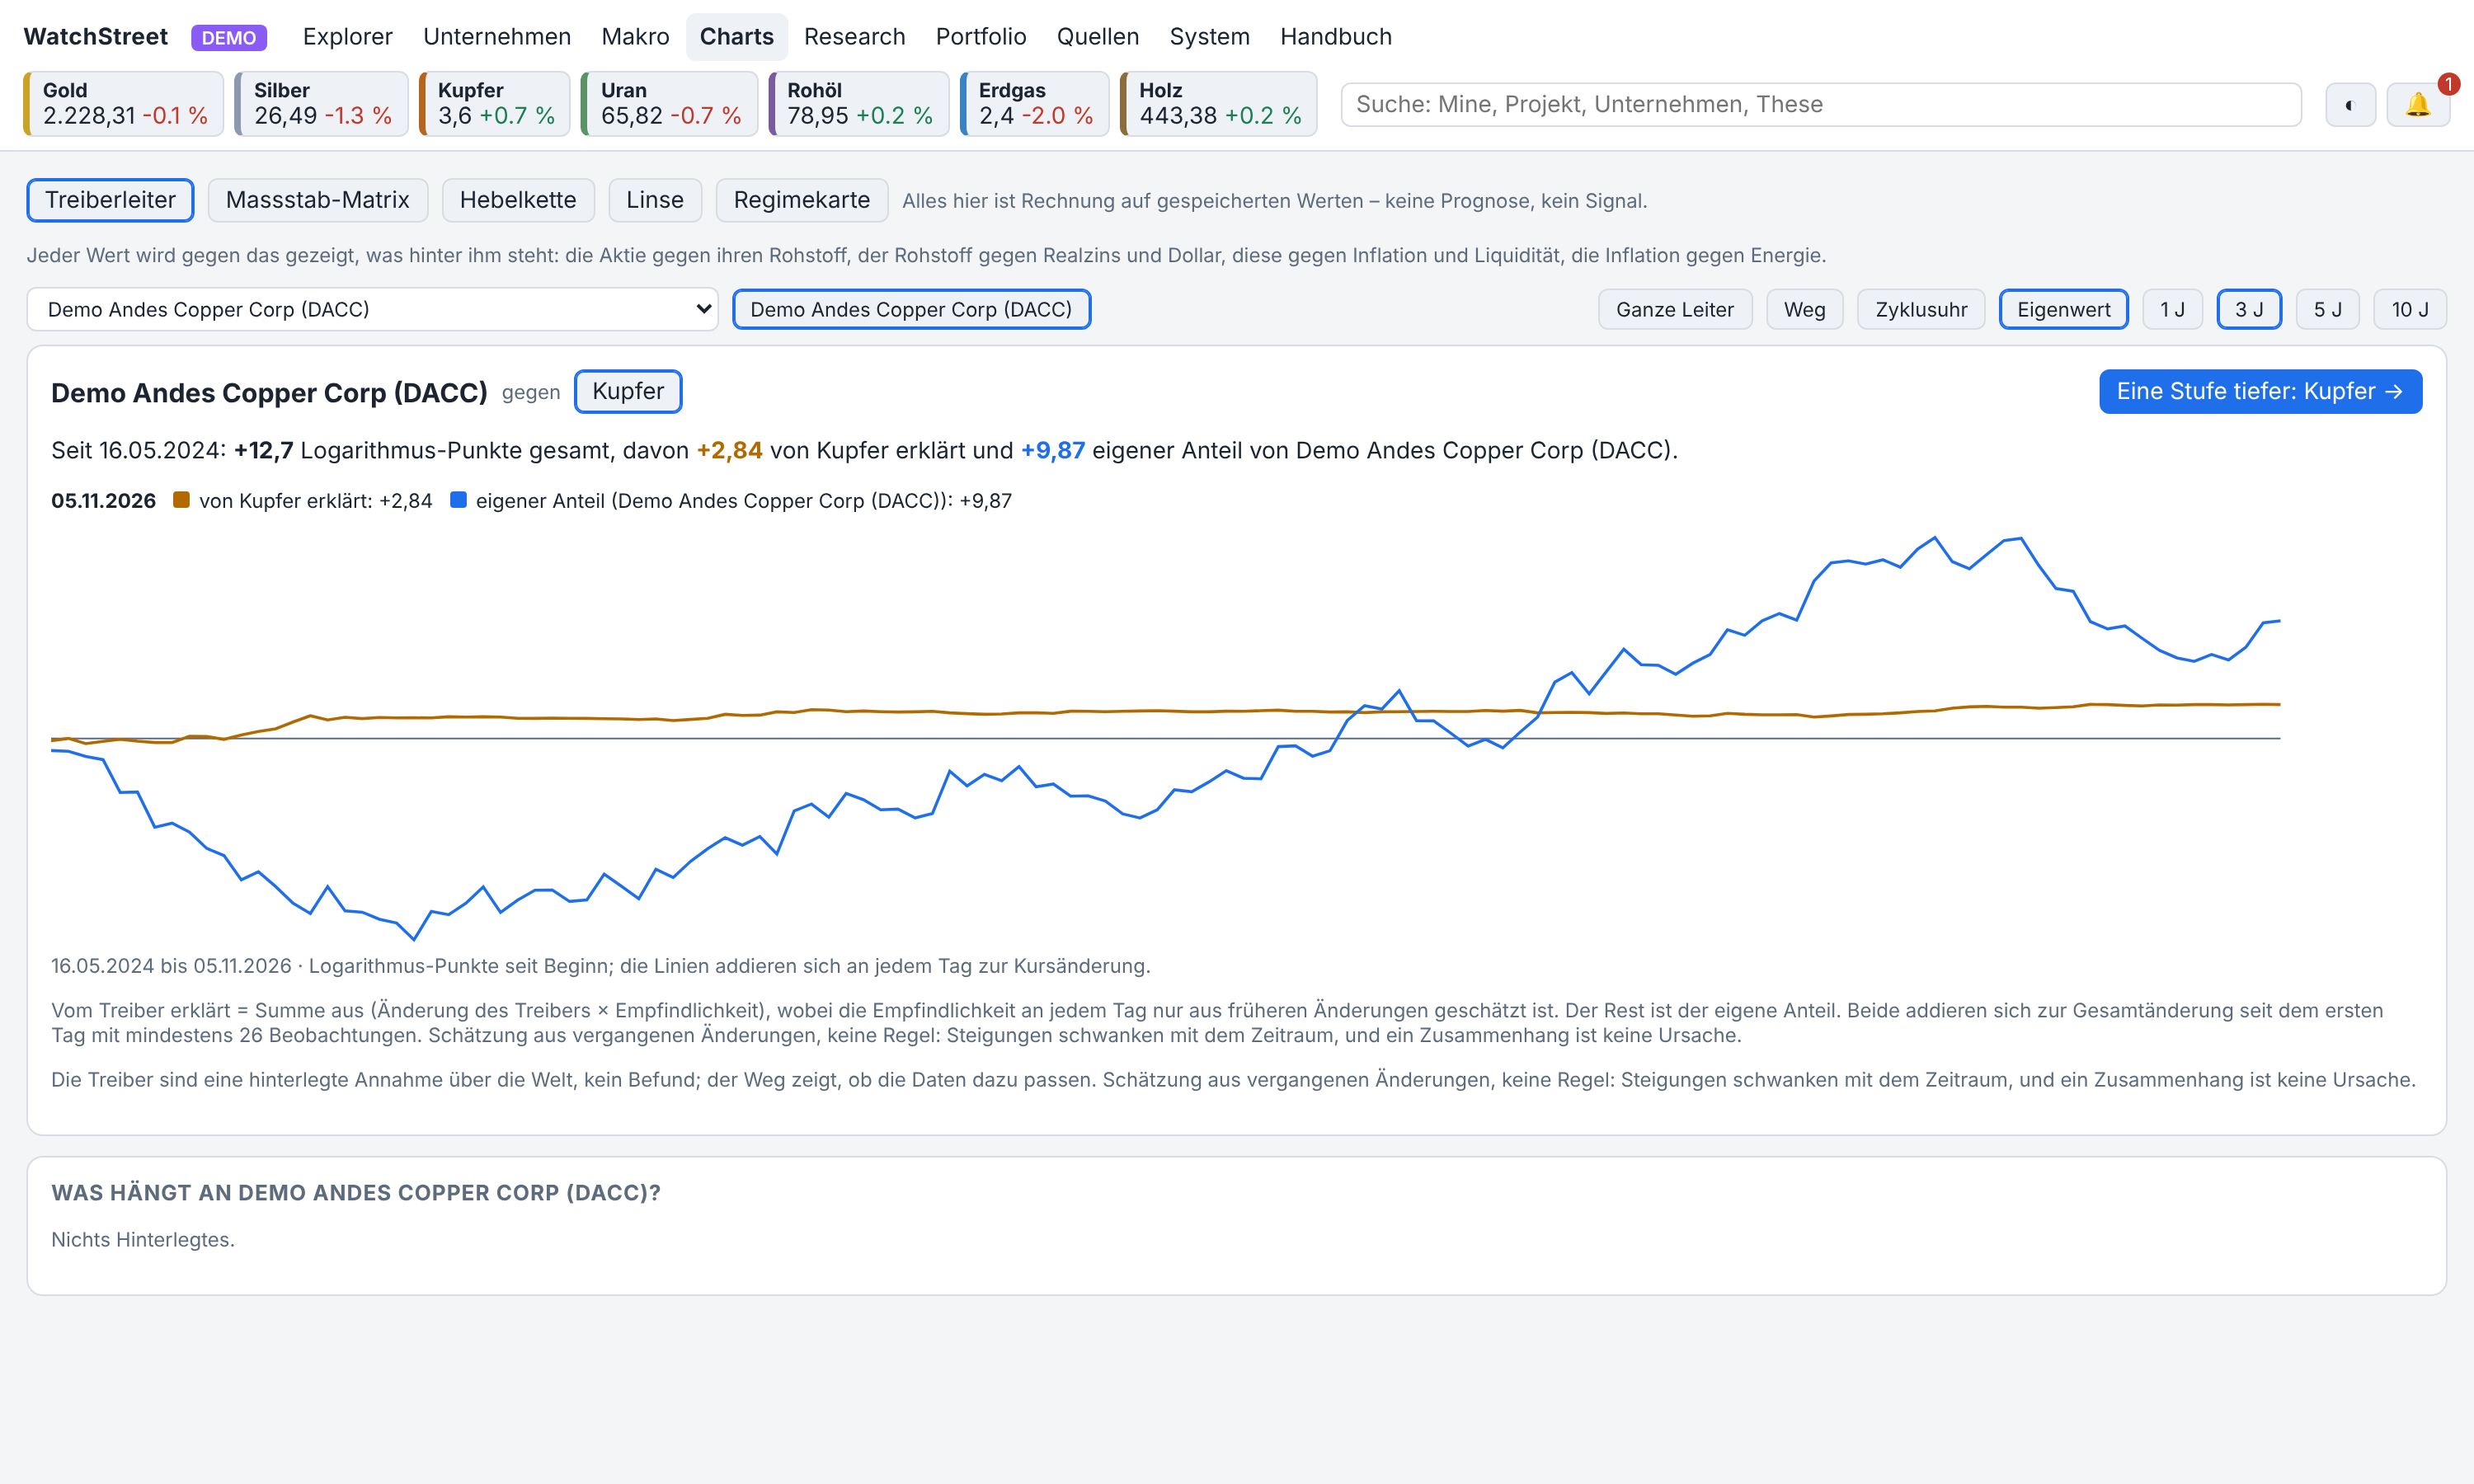 WatchStreet DEMO Explorer Unternehmen Makro Charts Research Portfolio Quellen System Handbuch
Gold 2.228,31 -0.1 %
Silber 26,49 -1.3 %
Kupfer 3,6 +0.7 %
Uran 65,82 -0.7 %
Rohöl 78,95 +0.2 %
Erdgas 2,4 -2.0 %
Holz 443,38 +0.2 %
Suche: Mine, Projekt, Unternehmen, These
1
Treiberleiter Massstab-Matrix Hebelkette Linse Regimekarte Alles hier ist Rechnung auf gespeicherten Werten – keine Prognose, kein Signal.
Jeder Wert wird gegen das gezeigt, was hinter ihm steht: die Aktie gegen ihren Rohstoff, der Rohstoff gegen Realzins und Dollar, diese gegen Inflation und Liquidität, die Inflation gegen Energie.
Demo Andes Copper Corp (DACC) Demo Andes Copper Corp (DACC) Ganze Leiter Weg Zyklusuhr Eigenwert 1 J 3 J 5 J 10 J
Demo Andes Copper Corp (DACC) gegen Kupfer Eine Stufe tiefer: Kupfer →
Seit 16.05.2024: +12,7 Logarithmus-Punkte gesamt, davon +2,84 von Kupfer erklärt und +9,87 eigener Anteil von Demo Andes Copper Corp (DACC).
05.11.2026 von Kupfer erklärt: +2,84 eigener Anteil (Demo Andes Copper Corp (DACC)): +9,87
16.05.2024 bis 05.11.2026 · Logarithmus-Punkte seit Beginn; die Linien addieren sich an jedem Tag zur Kursänderung.
Vom Treiber erklärt = Summe aus (Änderung des Treibers × Empfindlichkeit), wobei die Empfindlichkeit an jedem Tag nur aus früheren Änderungen geschätzt ist. Der Rest ist der eigene Anteil. Beide addieren sich zur Gesamtänderung seit dem ersten
Tag mit mindestens 26 Beobachtungen. Schätzung aus vergangenen Änderungen, keine Regel: Steigungen schwanken mit dem Zeitraum, und ein Zusammenhang ist keine Ursache.
Die Treiber sind eine hinterlegte Annahme über die Welt, kein Befund; der Weg zeigt, ob die Daten dazu passen. Schätzung aus vergangenen Änderungen, keine Regel: Steigungen schwanken mit dem Zeitraum, und ein Zusammenhang ist keine Ursache.
WAS HÄNGT AN DEMO ANDES COPPER CORP (DACC)?
Nichts Hinterlegtes.